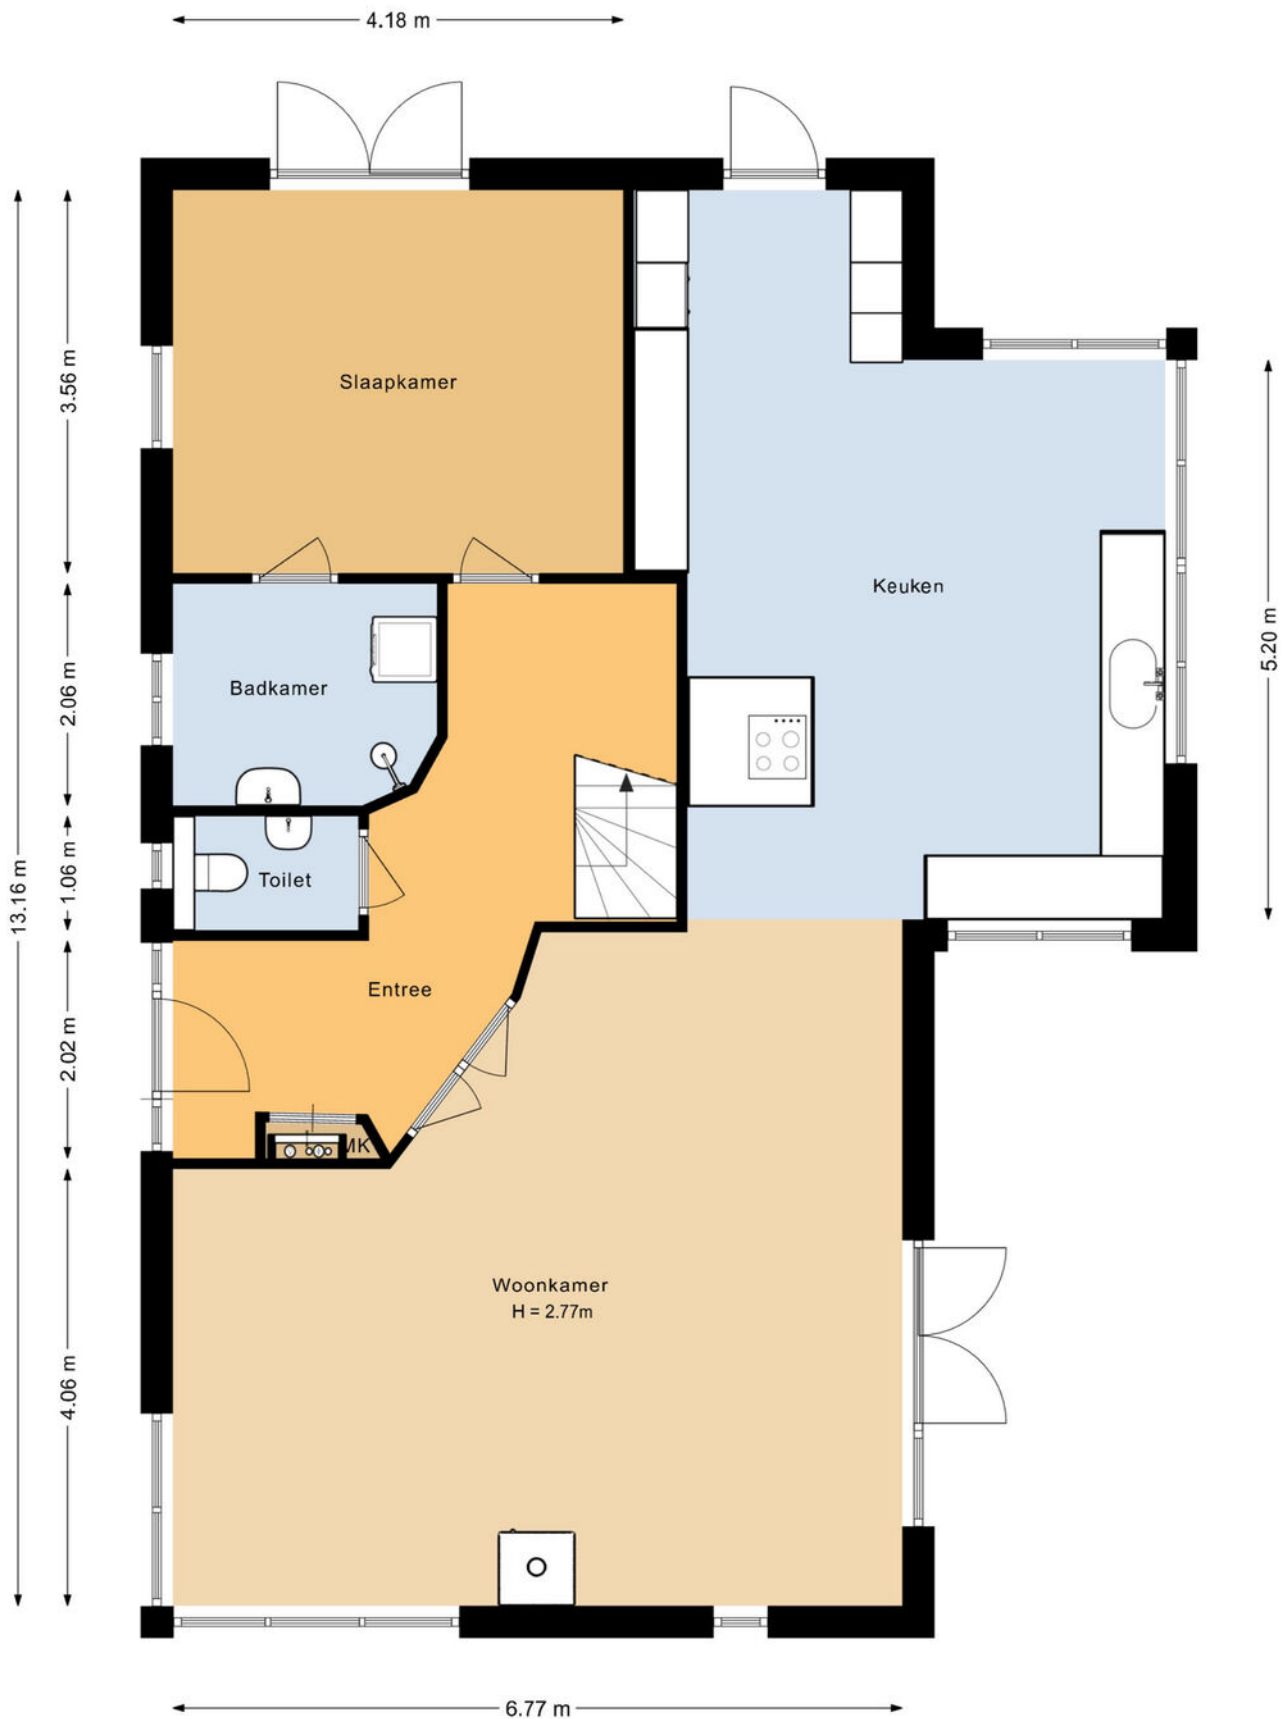 4.18 m
3.56 m
Slaapkamer
Keuken
5.20 m
2.06 m
Badkamer
1.06 m
Toilet
13.16 m
Entree
2.02 m
MK
Woonkamer
H = 2.77m
4.06 m
6.77 m